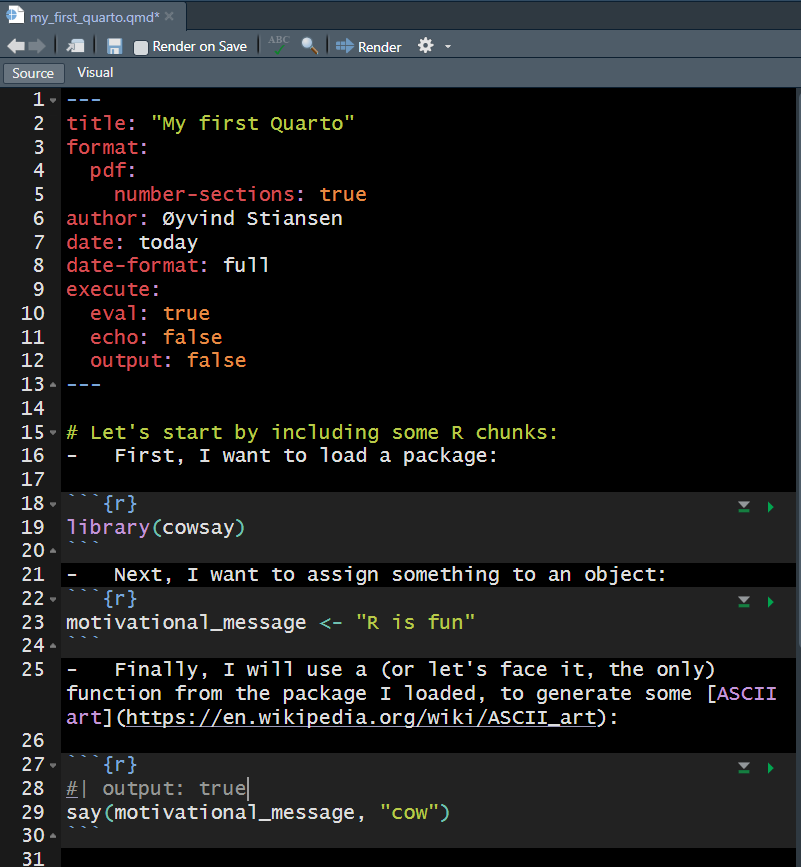 my_first_quarto.qmd*
Render on Save ABC Render
Source Visual
1 ---
2 title: "My first Quarto"
3 format:
4   pdf:
5     number-sections: true
6 author: Øyvind Stiansen
7 date: today
8 date-format: full
9 execute:
10   eval: true
11   echo: false
12   output: false
13 ---
14
15 # Let's start by including some R chunks:
16 -   First, I want to load a package:
17
18 ```{r}
19 library(cowsay)
20 ```
21 -   Next, I want to assign something to an object:
22 ```{r}
23 motivational_message <- "R is fun"
24 ```
25 -   Finally, I will use a (or let's face it, the only)
function from the package I loaded, to generate some [ASCII
art](https://en.wikipedia.org/wiki/ASCII_art):
26
27 ```{r}
28 #| output: true
29 say(motivational_message, "cow")
30 ```
31